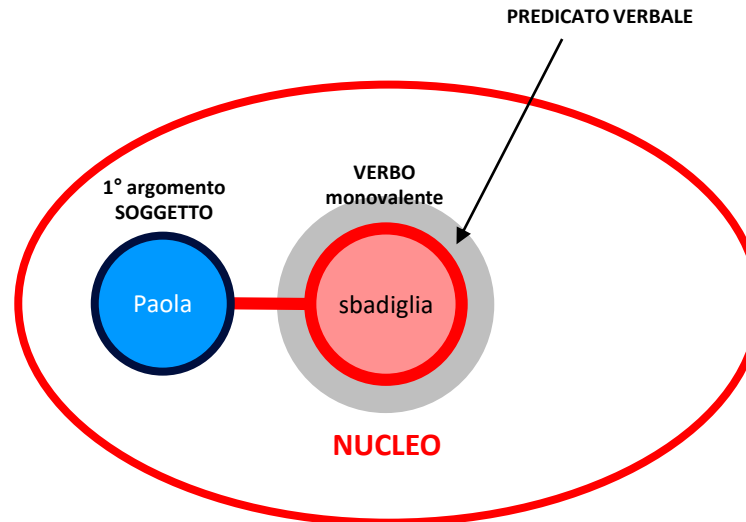 PREDICATO VERBALE
1° argomento
SOGGETTO
VERBO
monovalente
Paola
sbadiglia
NUCLEO